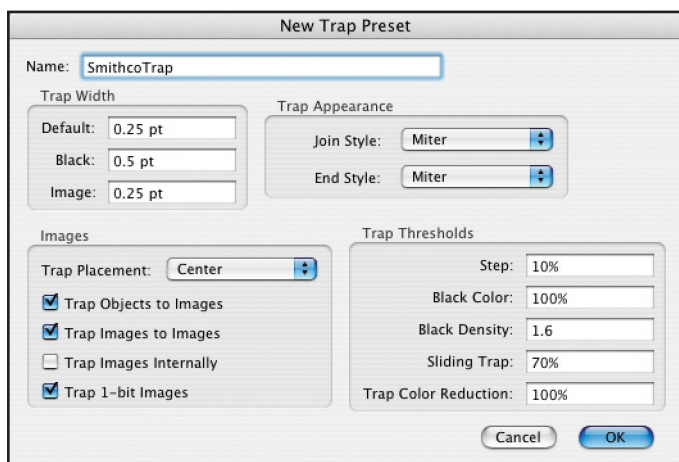 New Trap Preset
Name: SmithcoTrap
Trap Width
Default: 0.25 pt
Black: 0.5 pt
Image: 0.25 pt
Trap Appearance
Join Style: Miter
End Style: Miter
Images
Trap Placement: Center
Trap Objects to Images
Trap Images to Images
Trap Images Internally
Trap 1-bit Images
Trap Thresholds
Step: 10%
Black Color: 100%
Black Density: 1.6
Sliding Trap: 70%
Trap Color Reduction: 100%
Cancel OK